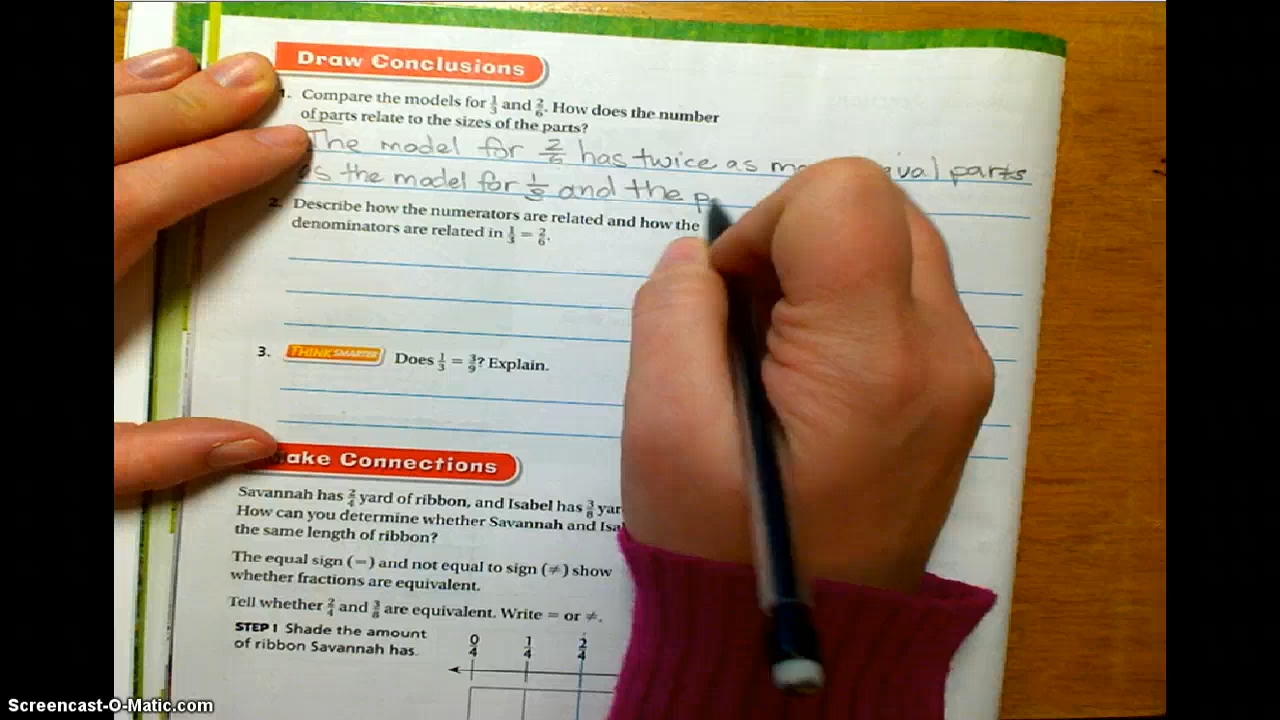 Draw Conclusions
1. Compare the models for 1/3 and 2/6. How does the number
of parts relate to the sizes of the parts?
The model for 2/6 has twice as parts
as the model for 1/3 and the
2. Describe how the numerators are related and how the
denominators are related in 1/3 = 2/6.
3. THINK SMARTER Does 1/3 = 3/9? Explain.
Make Connections
Savannah has 2/4 yard of ribbon, and Isabel has 3/8
How can you determine whether Savannah and
the same length of ribbon?
The equal sign (=) and not equal to sign (≠) show
whether fractions are equivalent.
Tell whether 2/4 and 3/8 are equivalent. Write = or ≠.
STEP 1 Shade the amount
of ribbon Savannah has.
0/4 1/4 2/4
Screencast-O-Matic.com